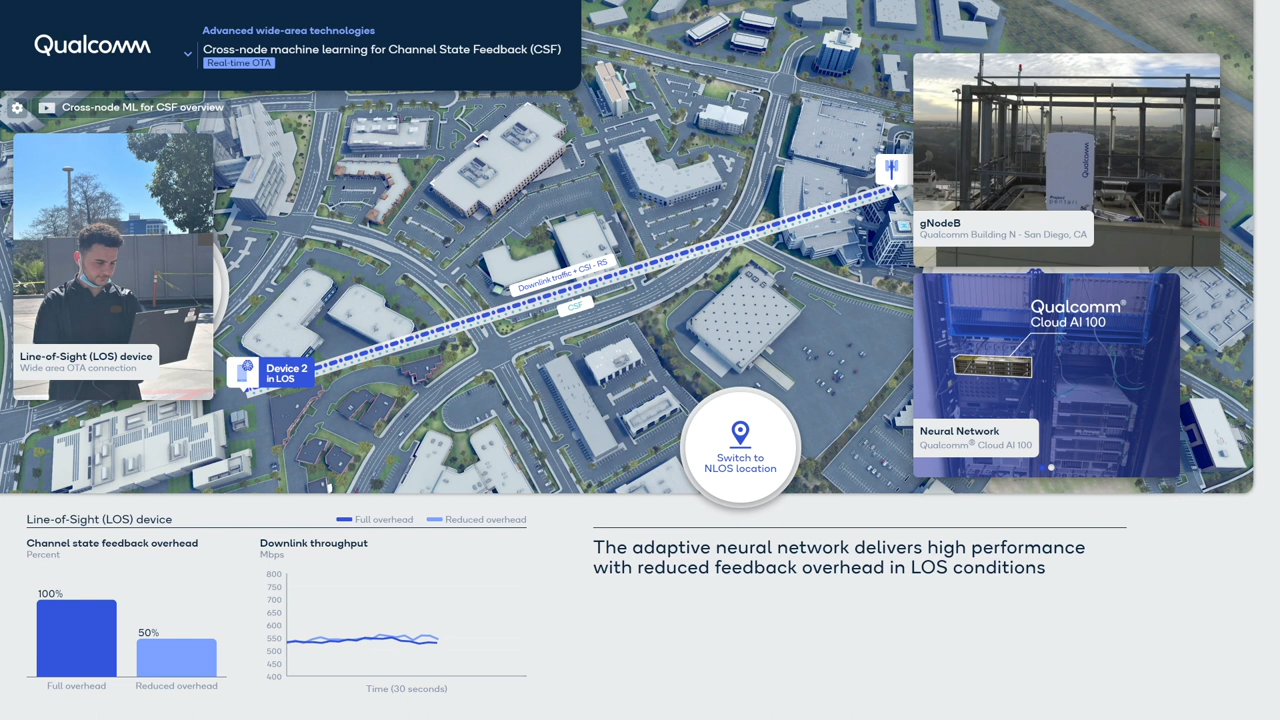 Qualcomm
Advanced wide-area technologies
Cross-node machine learning for Channel State Feedback (CSF)
Real-time OTA
Cross-node ML for CSF overview
Line-of-Sight (LOS) device
Wide area OTA connection
Device 2
in LOS
Downlink traffic + CSI - RS
CSF
Qualcomm
gNodeB
Qualcomm Building N - San Diego, CA
Qualcomm®
Cloud AI 100
Neural Network
Qualcomm® Cloud AI 100
Switch to
NLOS location
Line-of-Sight (LOS) device
Full overhead
Reduced overhead
Channel state feedback overhead
Percent
100%
50%
Full overhead
Reduced overhead
Downlink throughput
Mbps
800
750
700
650
600
550
500
450
400
Time (30 seconds)
The adaptive neural network delivers high performance
with reduced feedback overhead in LOS conditions